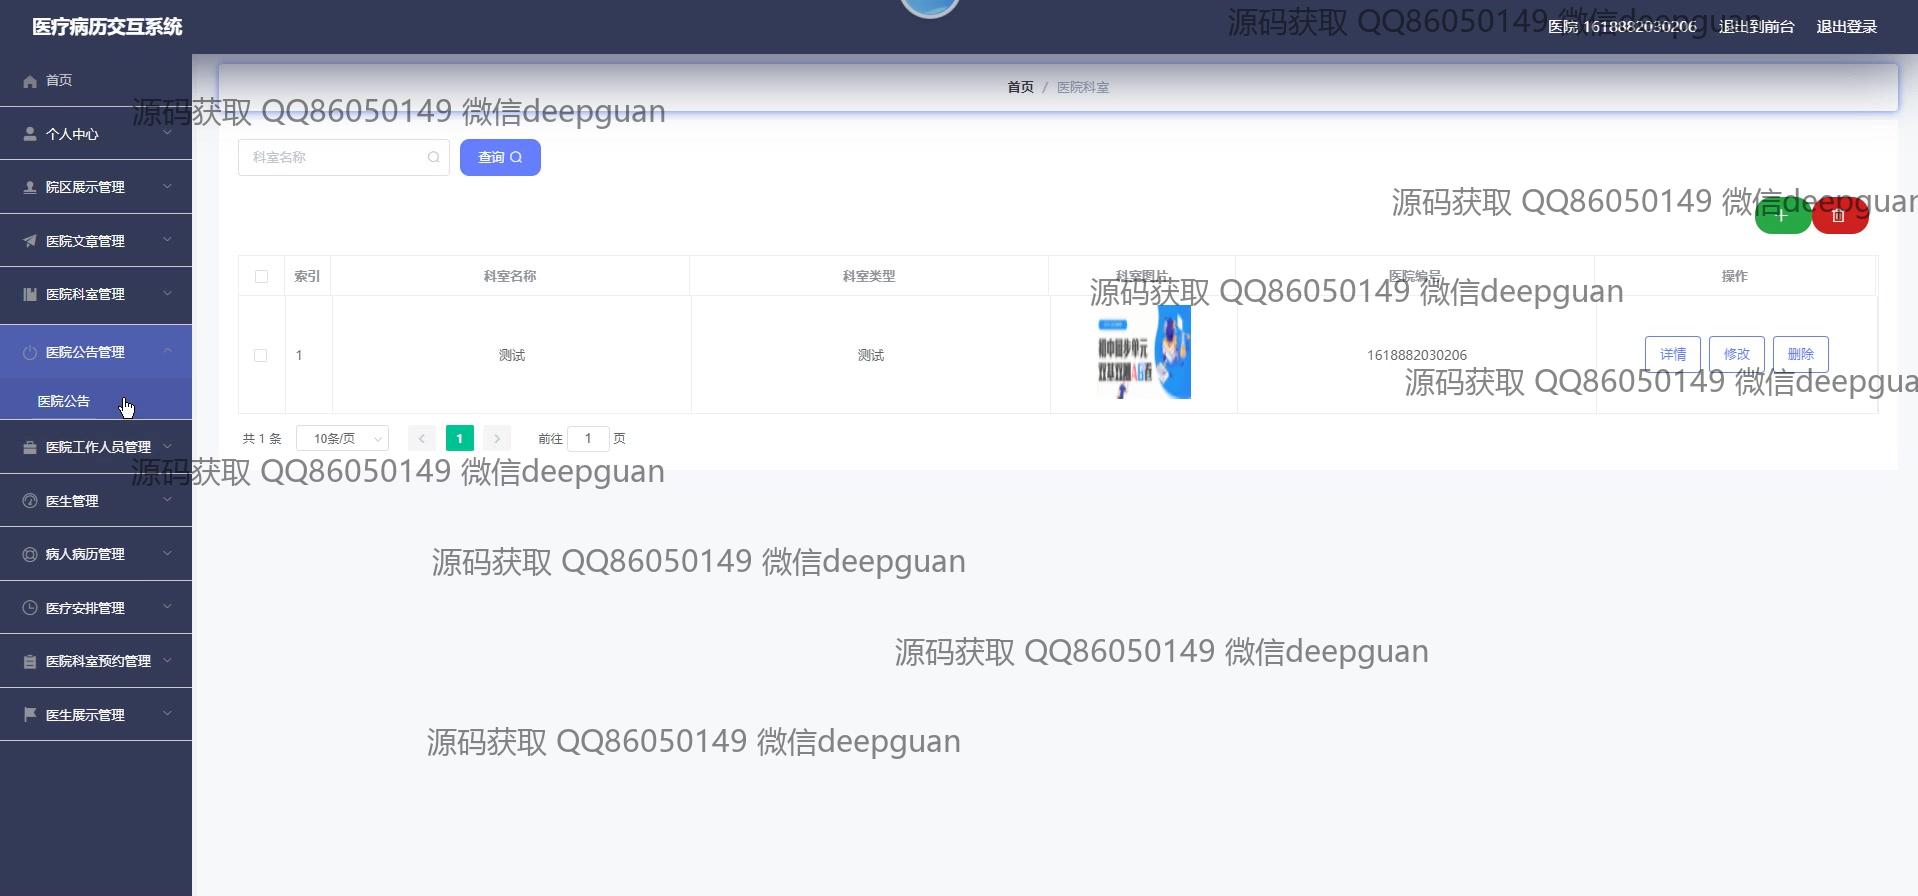 医疗病历交互系统
源码获取 QQ86050149 微信deepguan
医院 1618882030206 退出到前台 退出登录
首页
首页 / 医院科室
源码获取 QQ86050149 微信deepguan
个人中心
科室名称 查询
院区展示管理
源码获取 QQ86050149 微信deepguan
医院文章管理
索引 科室名称 科室类型 科室图片 医院编号 操作
医院科室管理
源码获取 QQ86050149 微信deepguan
初中同步单元
双基双测AB卷
医院公告管理
1 测试 测试 1618882030206 详情 修改 删除
源码获取 QQ86050149 微信deepgua
医院公告
共 1 条 10条/页 < 1 > 前往 1 页
医院工作人员管理
源码获取 QQ86050149 微信deepguan
医生管理
病人病历管理
源码获取 QQ86050149 微信deepguan
医疗安排管理
医院科室预约管理
源码获取 QQ86050149 微信deepguan
医生展示管理
源码获取 QQ86050149 微信deepguan